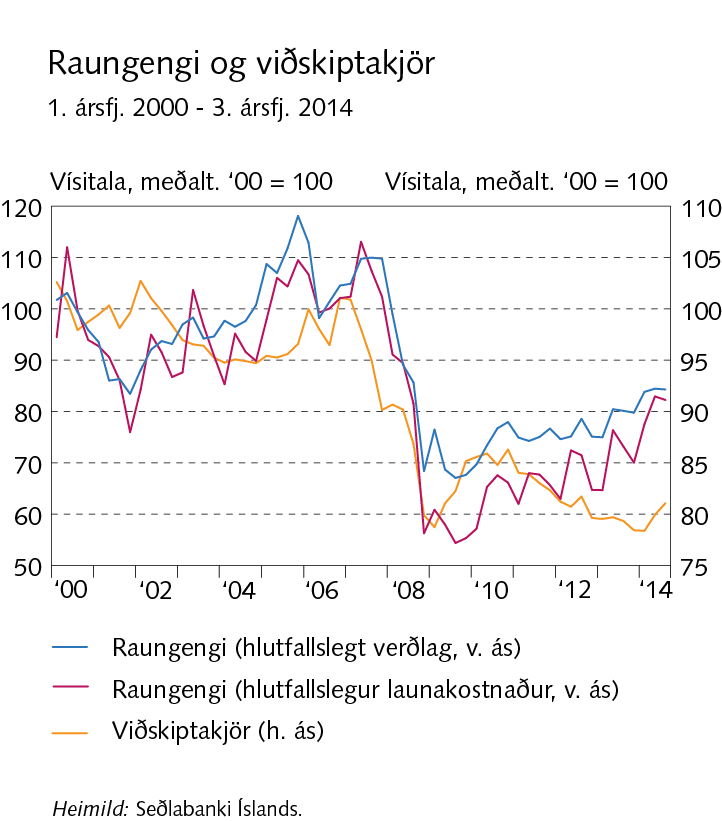 Raungengi og viðskiptakjör
1. ársfj. 2000 - 3. ársfj. 2014
Vísitala, meðalt. ‘00 = 100 Vísitala, meðalt. ‘00 = 100
120 110
110 105
100 100
90 95
80 90
70 85
60 80
50 75
‘00 ‘02 ‘04 ‘06 ‘08 ‘10 ‘12 ‘14
Raungengi (hlutfallslegt verðlag, v. ás)
Raungengi (hlutfallslegur launakostnaður, v. ás)
Viðskiptakjör (h. ás)
Heimild: Seðlabanki Íslands.